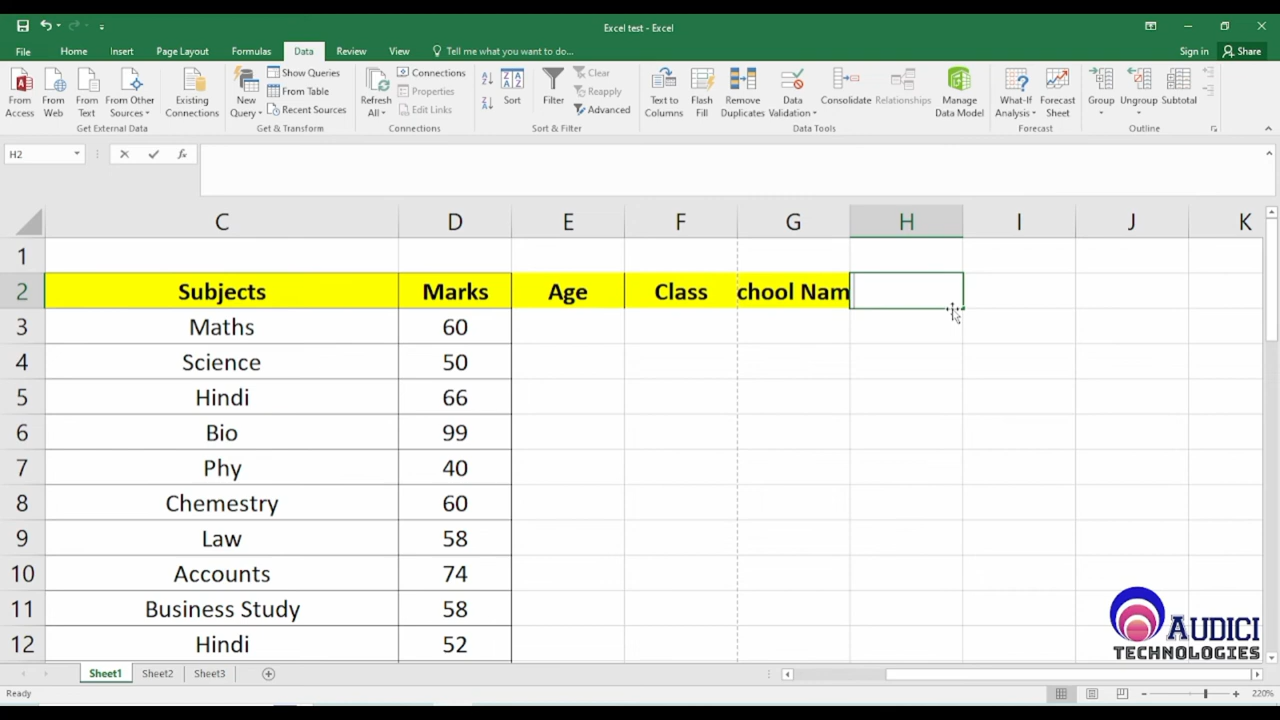 Excel test - Excel
File Home Insert Page Layout Formulas Data Review View Tell me what you want to do... Sign in Share
From Access
From Web
From Text
From Other Sources
Get External Data
Existing Connections
New Query
Show Queries
From Table
Recent Sources
Get & Transform
Refresh All
Connections
Properties
Edit Links
Connections
Sort
Filter
Clear
Reapply
Advanced
Sort & Filter
Text to Columns
Flash Fill
Remove Duplicates
Data Validation
Consolidate
Relationships
Manage Data Model
Data Tools
What-If Analysis
Forecast Sheet
Forecast
Group
Ungroup
Subtotal
Outline
H2 fx
C D E F G H I J K
1
2 Subjects Marks Age Class chool Nam
3 Maths 60
4 Science 50
5 Hindi 66
6 Bio 99
7 Phy 40
8 Chemestry 60
9 Law 58
10 Accounts 74
11 Business Study 58
12 Hindi 52
AUDICI
TECHNOLOGIES
Sheet1 Sheet2 Sheet3
Ready 220%